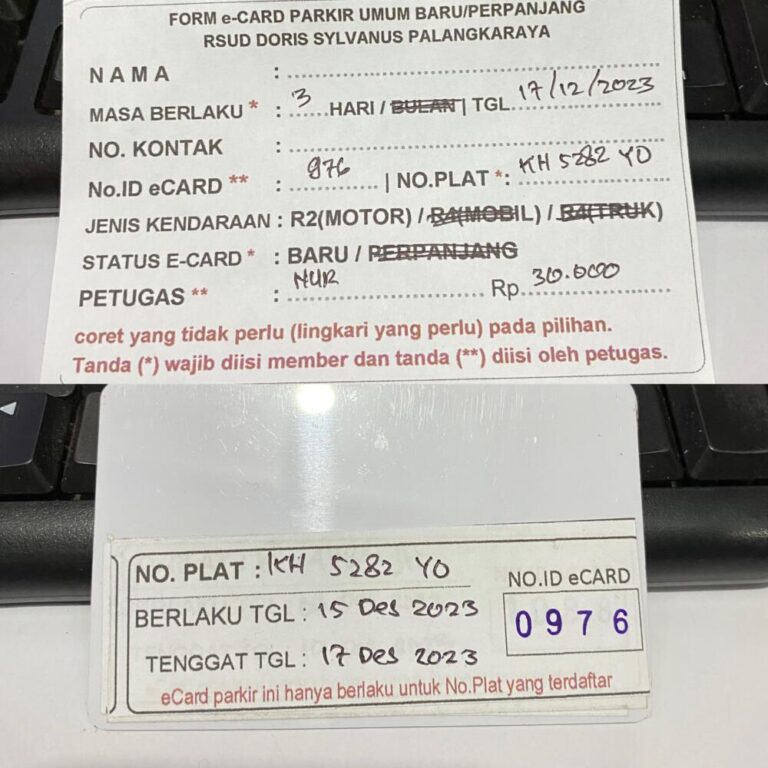 FORM e-CARD PARKIR UMUM BARU/PERPANJANG
RSUD DORIS SYLVANUS PALANGKARAYA
NAMA :
MASA BERLAKU * : 3 HARI / BULAN | TGL. 17/12/2023
NO. KONTAK :
No.ID eCARD ** : 976 | NO.PLAT *: KH 5282 YO
JENIS KENDARAAN : R2(MOTOR) / R4(MOBIL) / R4(TRUK)
STATUS E-CARD * : BARU / PERPANJANG
PETUGAS ** : NUR Rp. 30.000
coret yang tidak perlu (lingkari yang perlu) pada pilihan.
Tanda (*) wajib diisi member dan tanda (**) diisi oleh petugas.
NO. PLAT : KH 5282 YO
BERLAKU TGL : 15 Des 2023
TENGGAT TGL : 17 Des 2023
NO.ID eCARD
0976
eCard parkir ini hanya berlaku untuk No.Plat yang terdaftar